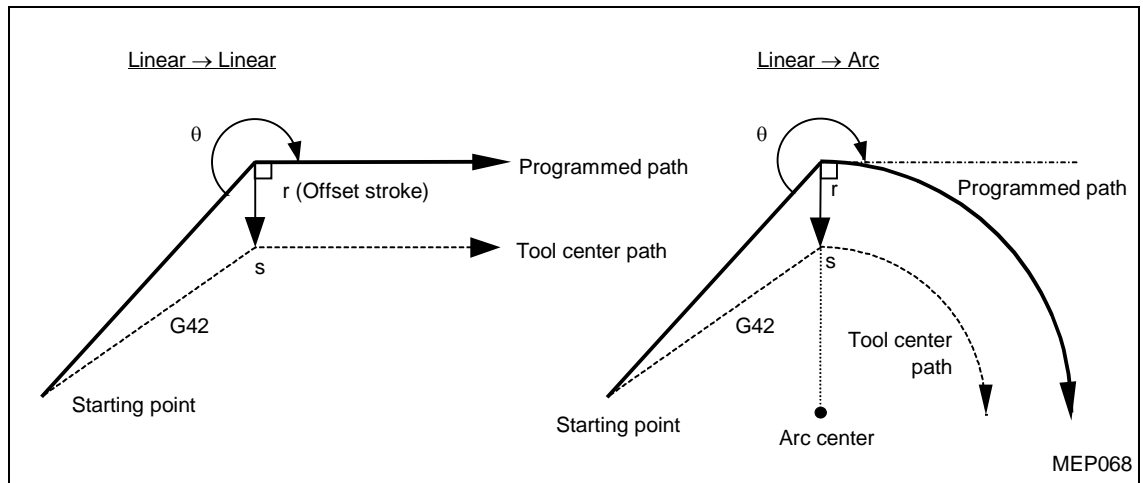 Linear → Linear
θ
Programmed path
r (Offset stroke)
Tool center path
s
G42
Starting point
Linear → Arc
θ
Programmed path
r
s
G42
Tool center
path
Starting point
Arc center
MEP068